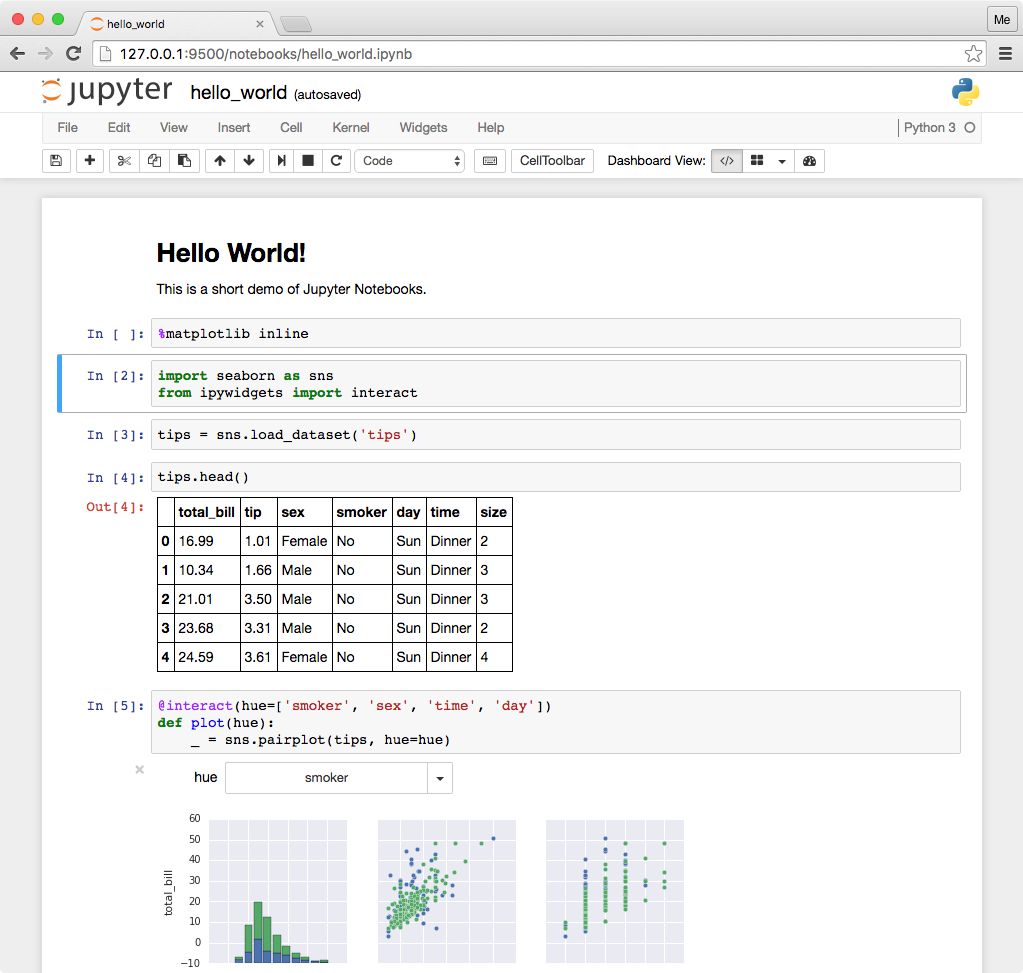 hello_world
Me
127.0.0.1:9500/notebooks/hello_world.ipynb
jupyter hello_world (autosaved)
File Edit View Insert Cell Kernel Widgets Help Python 3
Code CellToolbar Dashboard View: </>
Hello World!
This is a short demo of Jupyter Notebooks.
In [ ]: %matplotlib inline
In [2]: import seaborn as sns
from ipywidgets import interact
In [3]: tips = sns.load_dataset('tips')
In [4]: tips.head()
Out[4]:
total_bill tip sex smoker day time size
0 16.99 1.01 Female No Sun Dinner 2
1 10.34 1.66 Male No Sun Dinner 3
2 21.01 3.50 Male No Sun Dinner 3
3 23.68 3.31 Male No Sun Dinner 2
4 24.59 3.61 Female No Sun Dinner 4
In [5]: @interact(hue=['smoker', 'sex', 'time', 'day'])
def plot(hue):
    _ = sns.pairplot(tips, hue=hue)
hue smoker
60
50
40
30
20
10
0
−10
total_bill